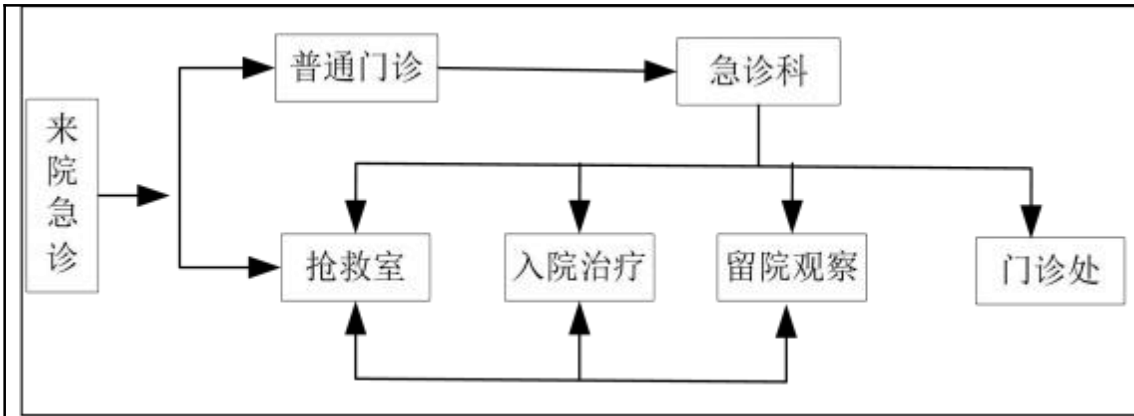 来院急诊
普通门诊
急诊科
抢救室
入院治疗
留院观察
门诊处